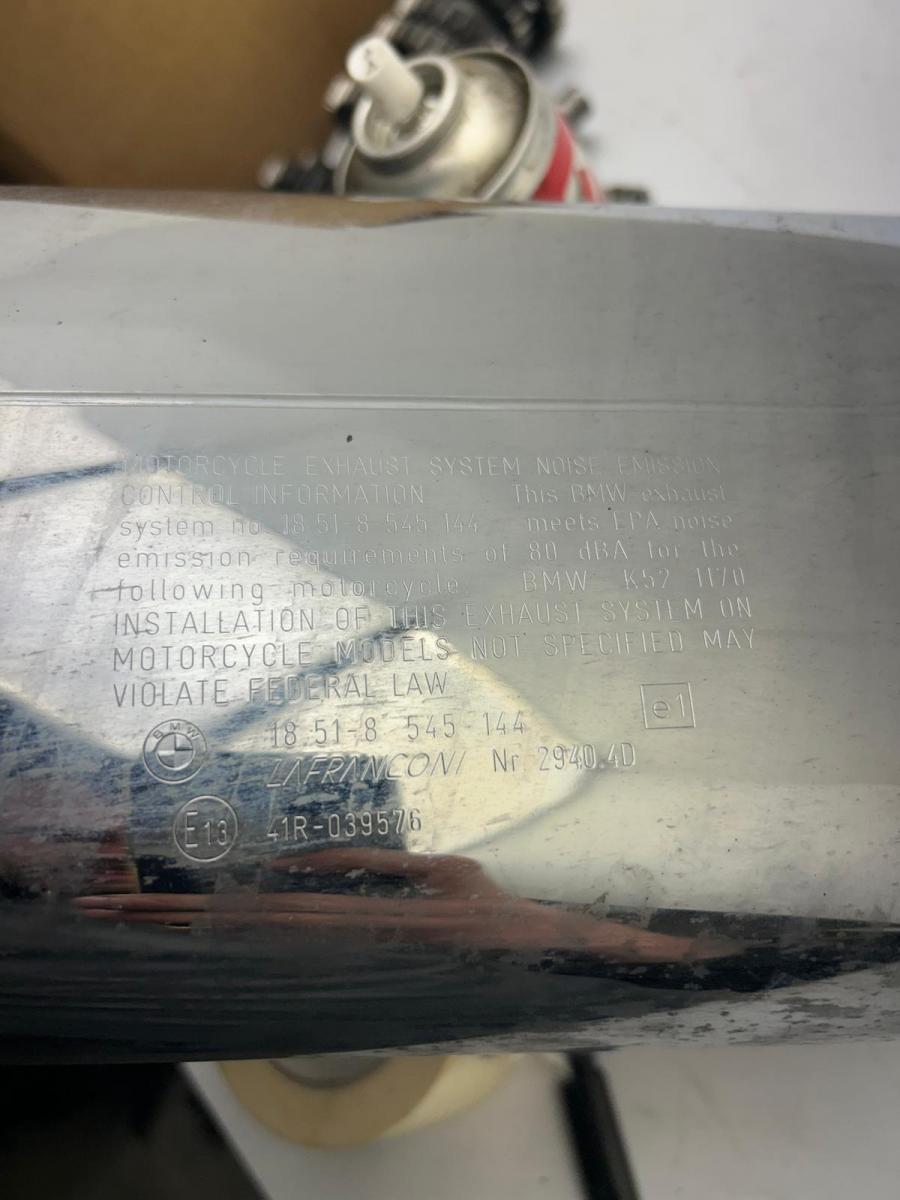 MOTORCYCLE EXHAUST SYSTEM NOISE EMISSION
CONTROL INFORMATION This BMW exhaust
system no 18 51-8 545 144 meets EPA noise
emission requirements of 80 dBA for the
following motorcycle BMW K52 1170
INSTALLATION OF THIS EXHAUST SYSTEM ON
MOTORCYCLE MODELS NOT SPECIFIED MAY
VIOLATE FEDERAL LAW
e1
BMW
18 51-8 545 144
LAFRANCONI Nr 2940.4D
E13 41R-039576